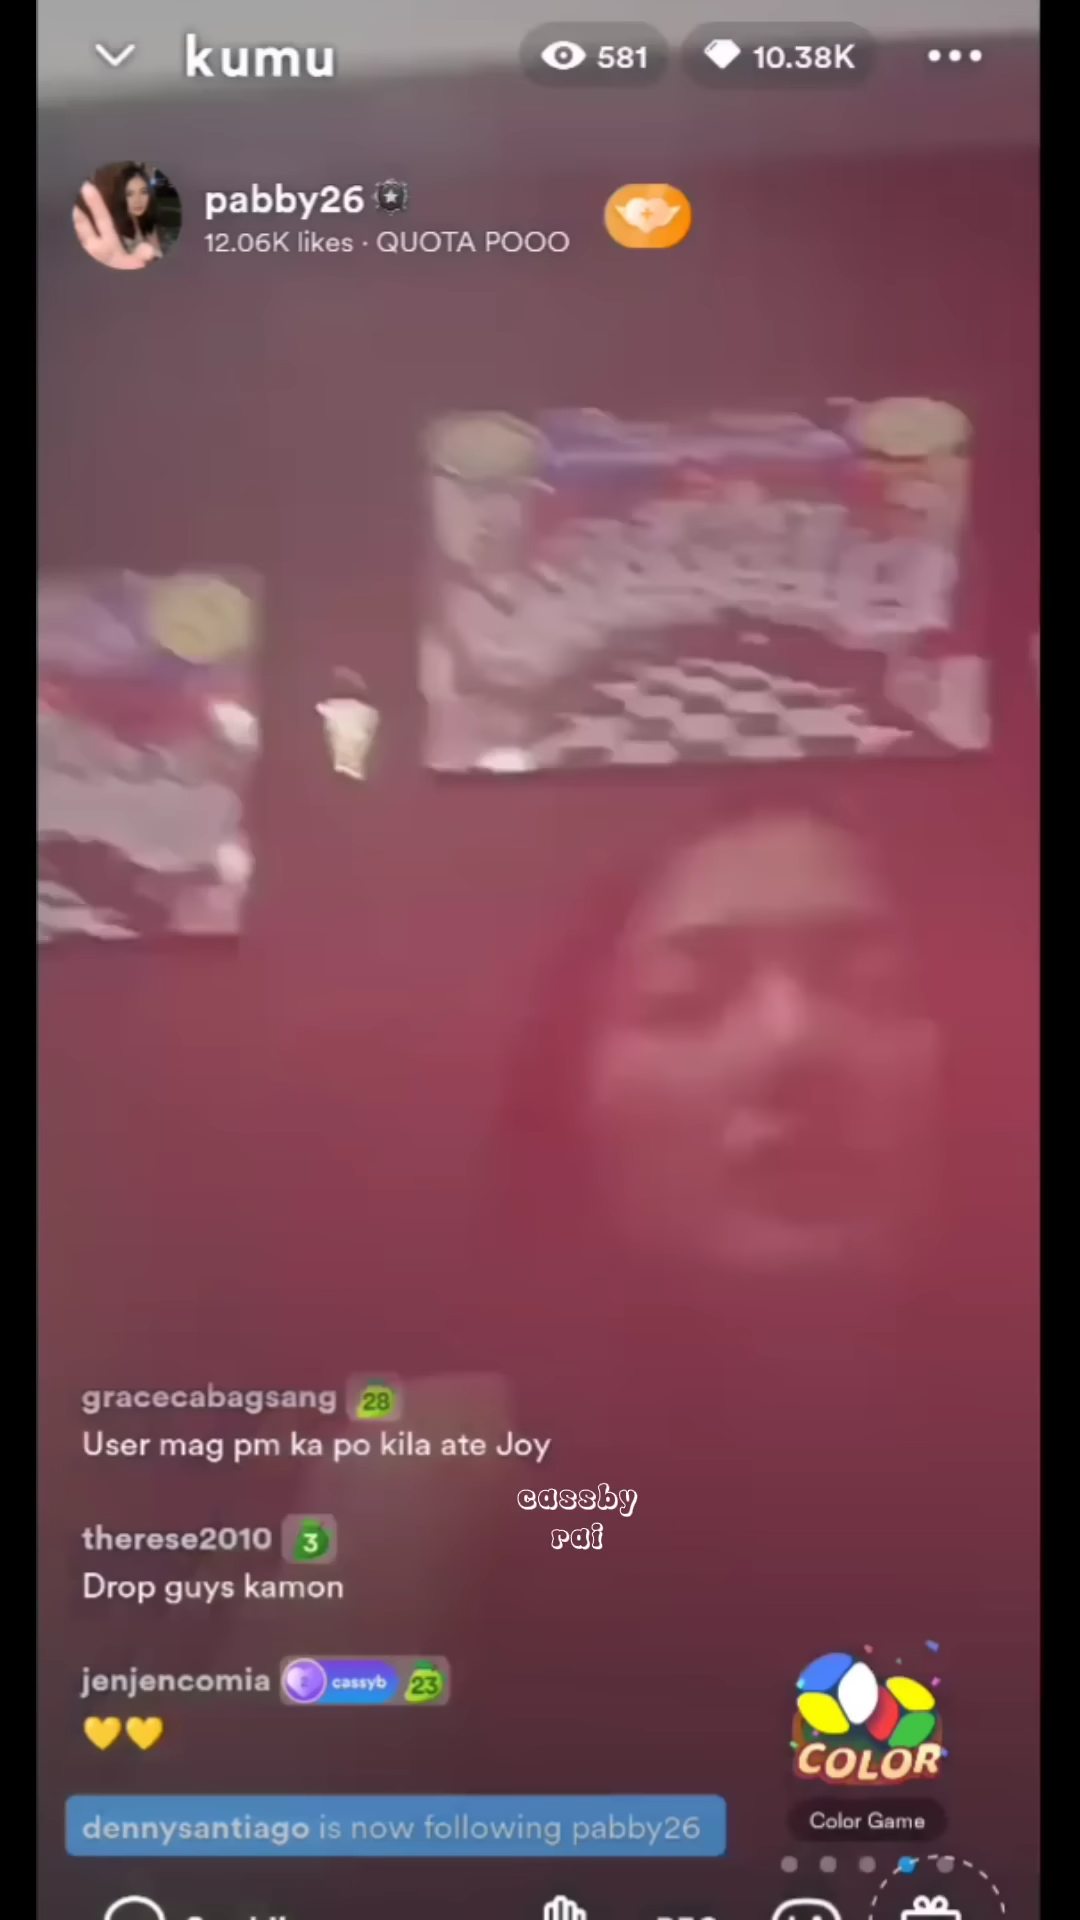 kumu
581
10.38K
pabby26
12.06K likes · QUOTA POOO
gracecabagsang 28
User mag pm ka po kila ate Joy
cassby
rai
therese2010 3
Drop guys kamon
jenjencomia cassyb 23
COLOR
Color Game
dennysantiago is now following pabby26